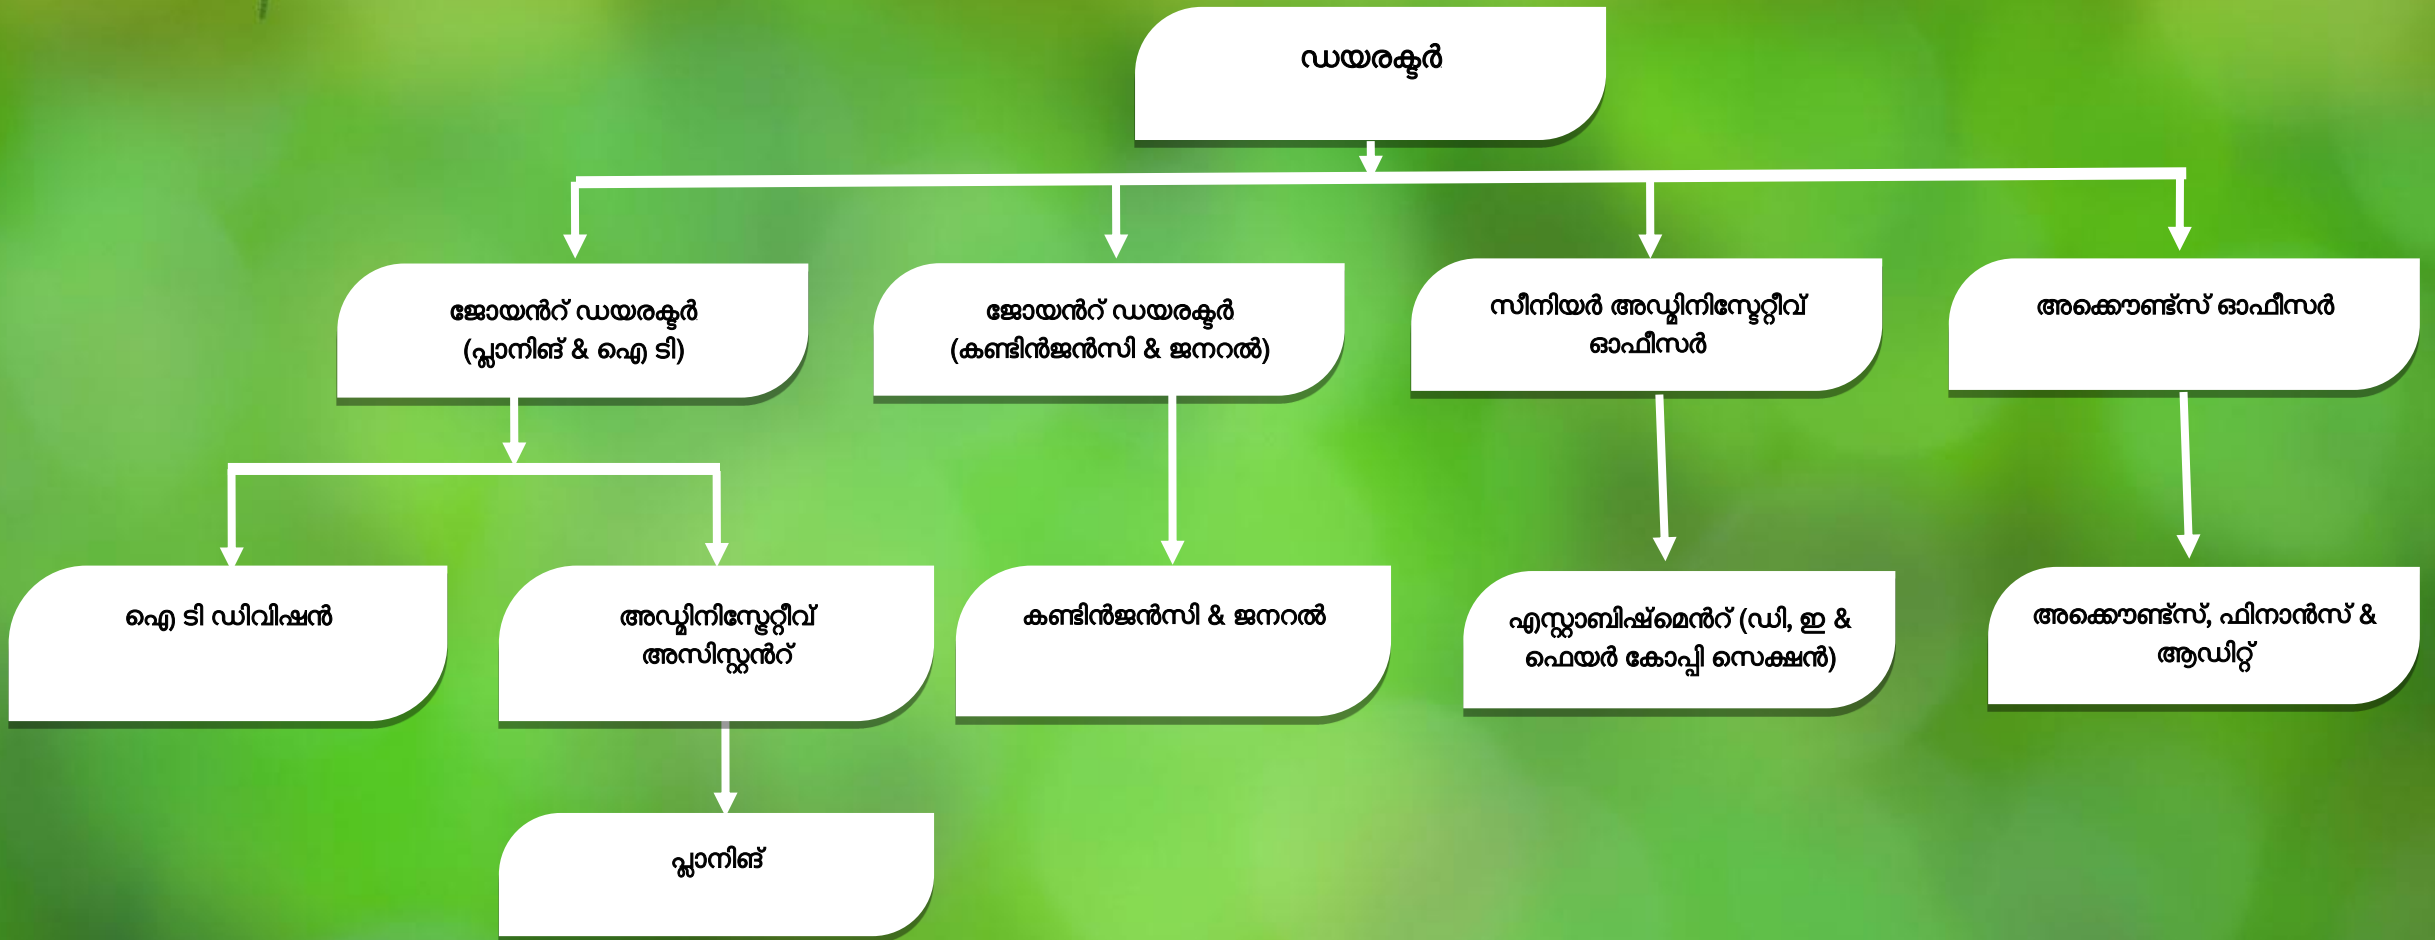 ഡയരക്ടർ
ജോയൻറ് ഡയരക്ടർ
(പ്ലാനിങ് & ഐ ടി)
ജോയൻറ് ഡയരക്ടർ
(കണ്ടിൻജൻസി & ജനറൽ)
സീനിയർ അഡ്മിനിസ്ട്രേറ്റീവ്
ഓഫീസർ
അക്കൌണ്ട്സ് ഓഫീസർ
ഐ ടി ഡിവിഷൻ
അഡ്മിനിസ്ട്രേറ്റീവ്
അസിസ്റ്റൻറ്
കണ്ടിൻജൻസി & ജനറൽ
എസ്റ്റാബിഷ്മെൻറ് (ഡി, ഇ &
ഫെയർ കോപ്പി സെക്ഷൻ)
അക്കൌണ്ട്സ്, ഫിനാൻസ് &
ആഡിറ്റ്
പ്ലാനിങ്